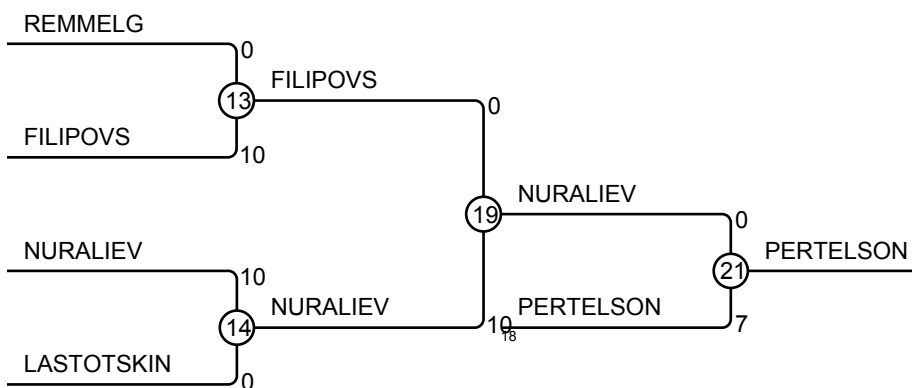 REMMELG
0
13
FILIPOVS
0
FILIPOVS
10
19
NURALIEV
0
NURALIEV
10
21
PERTELSON
14
NURALIEV
10
18
PERTELSON
7
LASTOTSKIN
0